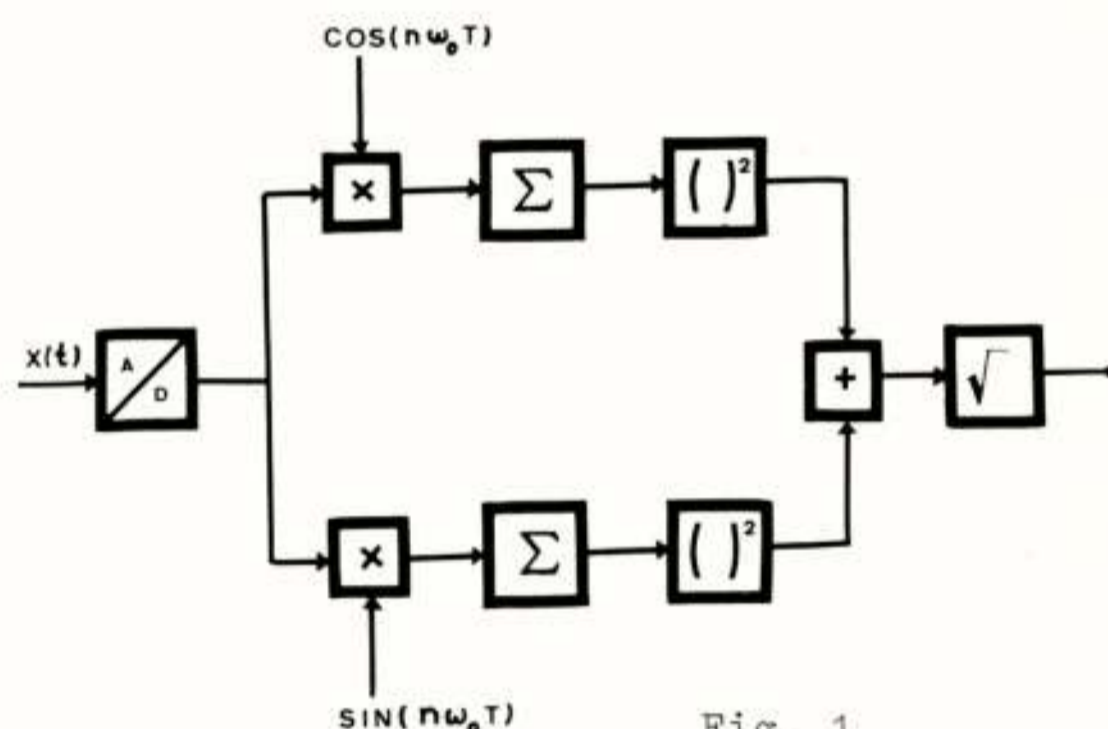 COS(nω₀T)
×
Σ
( )²
x(t)
A
D
+
√
×
Σ
( )²
SIN(nω₀T)
Fig. 1